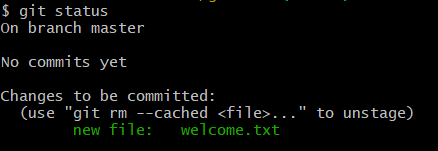 $ git status
On branch master
No commits yet
Changes to be committed:
(use "git rm --cached <file>..." to unstage)
new file: welcome.txt